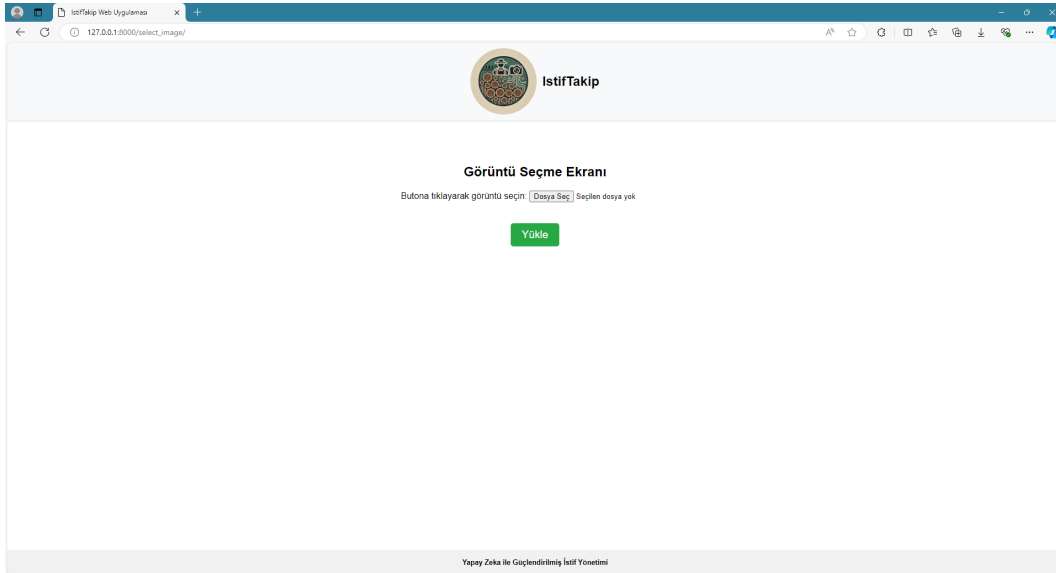 IstifTakip Web Uygulaması
127.0.0.1:8000/select_image/
IstifTakip
Görüntü Seçme Ekranı
Butona tıklayarak görüntü seçin: Dosya Seç Seçilen dosya yok
Yükle
Yapay Zeka ile Güçlendirilmiş İstif Yönetimi